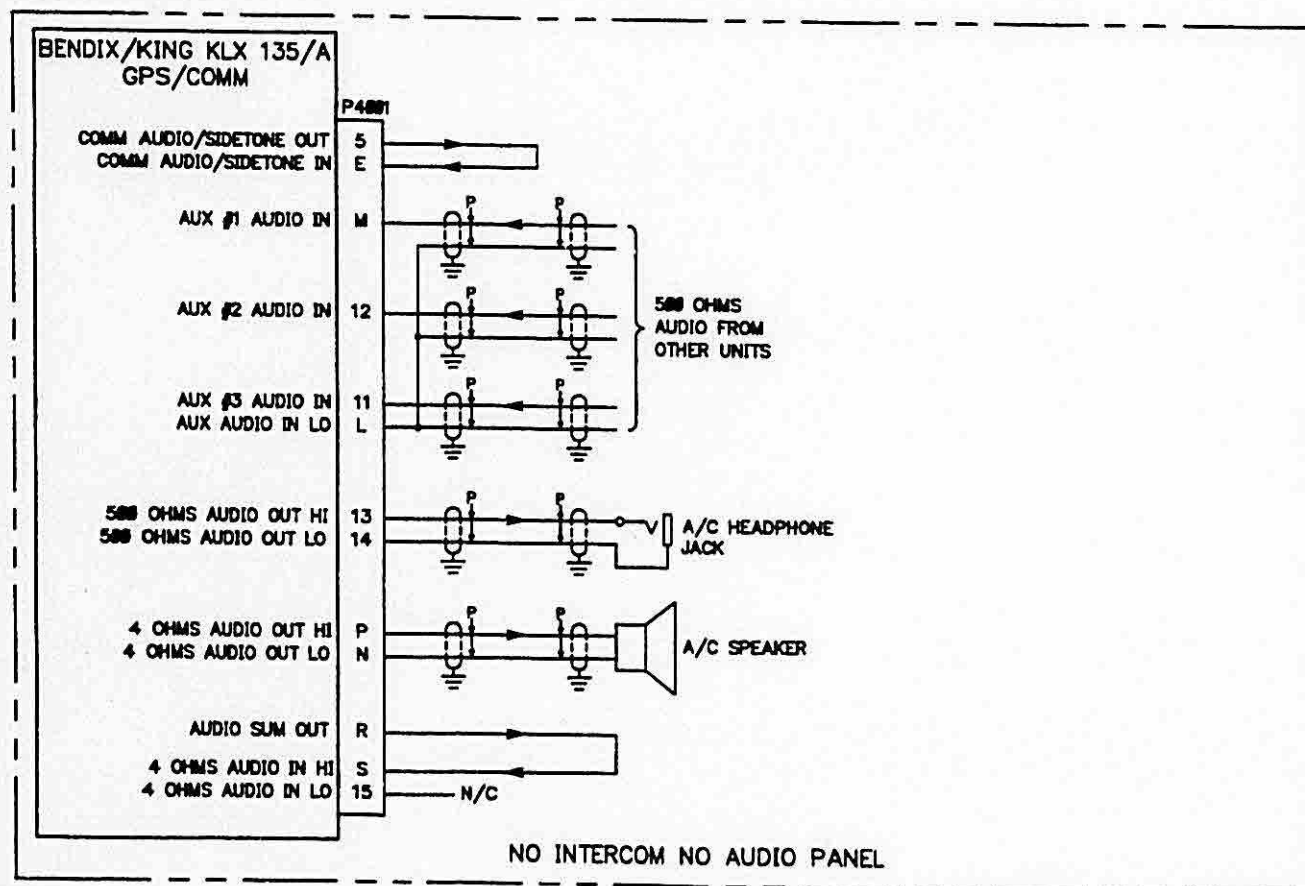 BENDIX/KING KLX 135/A
GPS/COMM
P4001
COMM AUDIO/SIDETONE OUT 5
COMM AUDIO/SIDETONE IN E
AUX #1 AUDIO IN M
P P
AUX #2 AUDIO IN 12
P P
AUX #3 AUDIO IN 11
AUX AUDIO IN LO L
P P
500 OHMS
AUDIO FROM
OTHER UNITS
500 OHMS AUDIO OUT HI 13
500 OHMS AUDIO OUT LO 14
P P
A/C HEADPHONE
JACK
4 OHMS AUDIO OUT HI P
4 OHMS AUDIO OUT LO N
P P
A/C SPEAKER
AUDIO SUM OUT R
4 OHMS AUDIO IN HI S
4 OHMS AUDIO IN LO 15 N/C
NO INTERCOM NO AUDIO PANEL